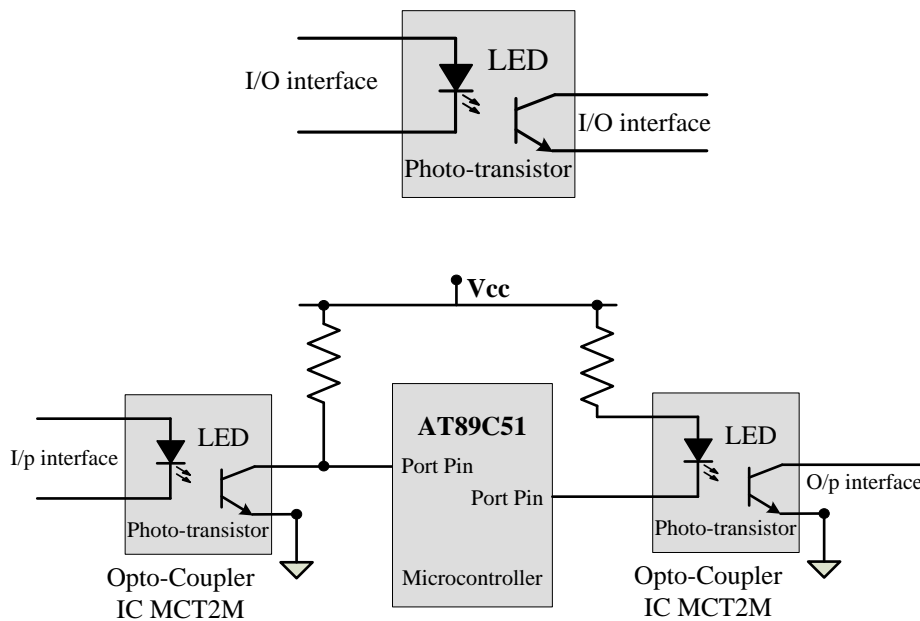 LED
I/O interface
I/O interface
Photo-transistor
Vcc
AT89C51
LED
LED
I/p interface
Port Pin
O/p interface
Port Pin
Photo-transistor
Photo-transistor
Microcontroller
Opto-Coupler
IC MCT2M
Opto-Coupler
IC MCT2M